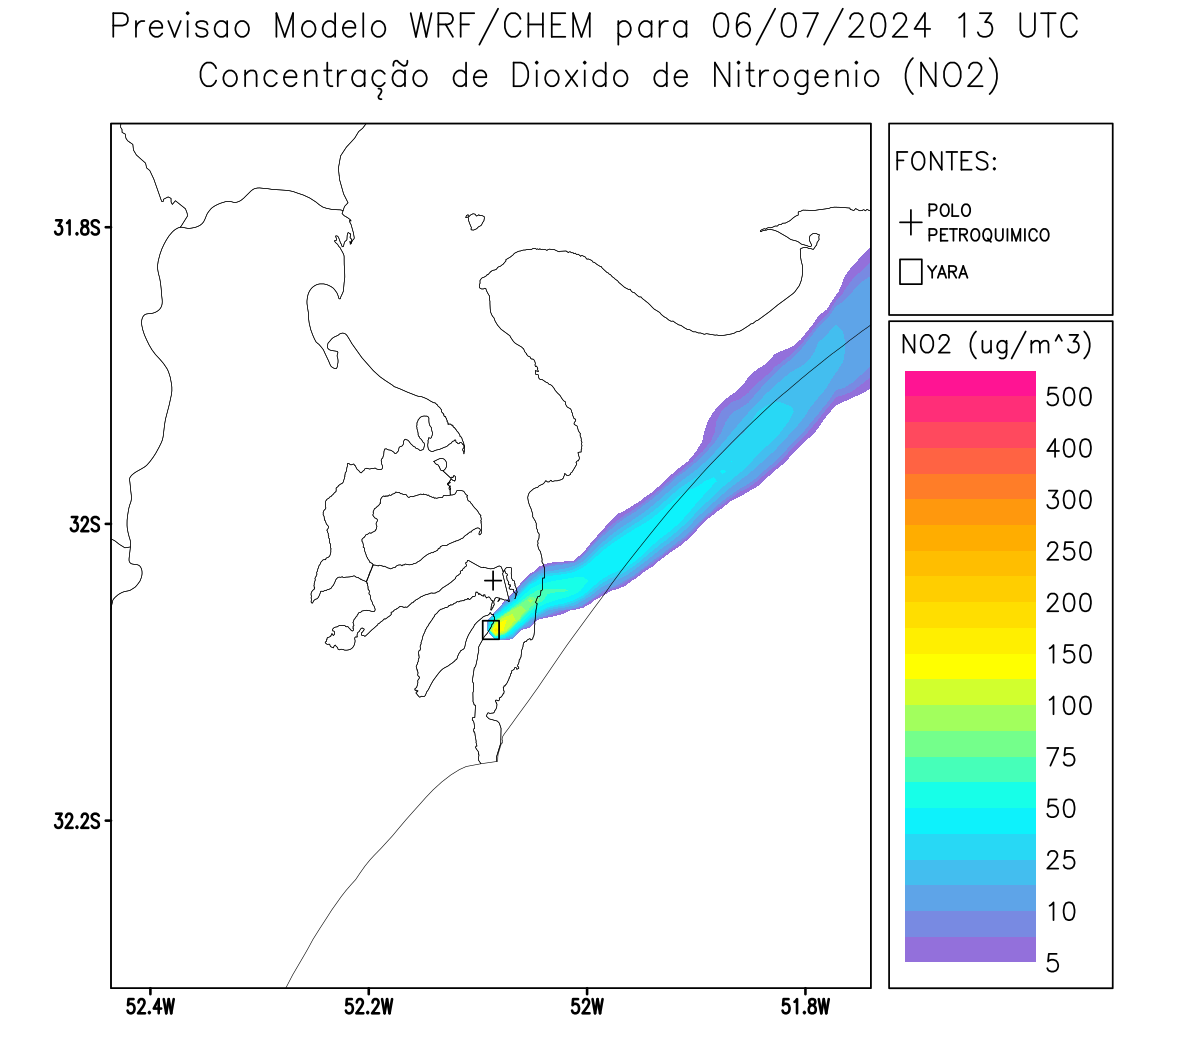 Previsao Modelo WRF/CHEM para 06/07/2024 13 UTC
Concentração de Dioxido de Nitrogenio (NO2)
FONTES:
POLO
PETROQUIMICO
YARA
NO2 (ug/m^3)
500
400
300
250
200
150
100
75
50
25
10
5
31.8S
32S
32.2S
52.4W
52.2W
52W
51.8W